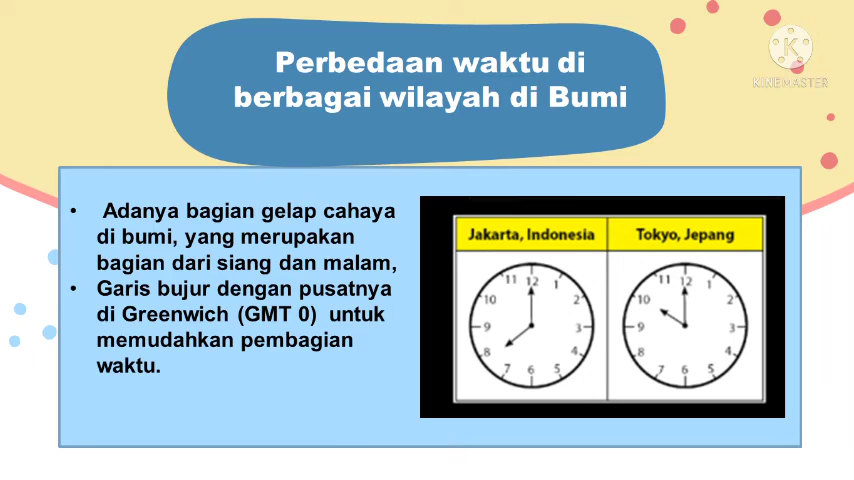 Perbedaan waktu di
berbagai wilayah di Bumi
KINEMASTER
• Adanya bagian gelap cahaya
di bumi, yang merupakan
bagian dari siang dan malam,
• Garis bujur dengan pusatnya
di Greenwich (GMT 0) untuk
memudahkan pembagian
waktu.
Jakarta, Indonesia
Tokyo, Jepang
12 1 2 3 4 5 6 7 8 9 10 11
12 1 2 3 4 5 6 7 8 9 10 11